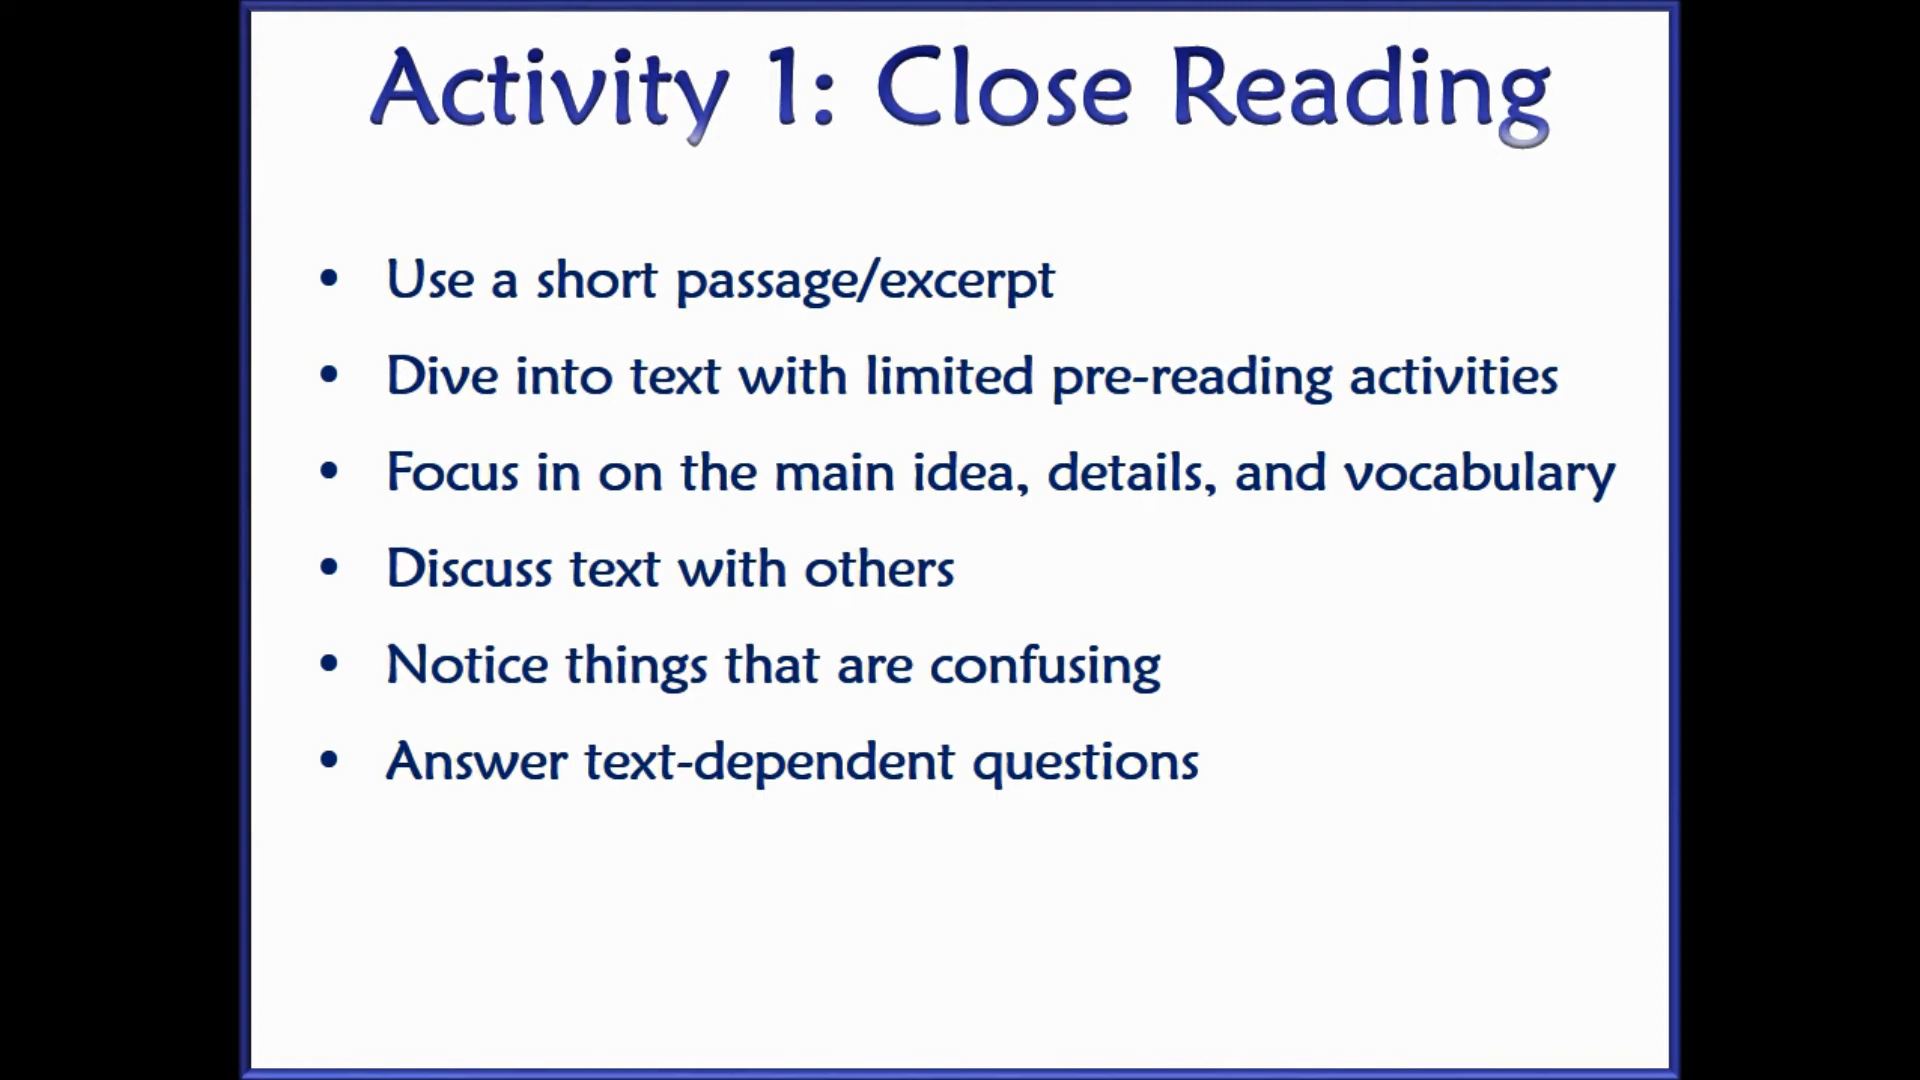 Activity 1: Close Reading
• Use a short passage/excerpt
• Dive into text with limited pre-reading activities
• Focus in on the main idea, details, and vocabulary
• Discuss text with others
• Notice things that are confusing
• Answer text-dependent questions